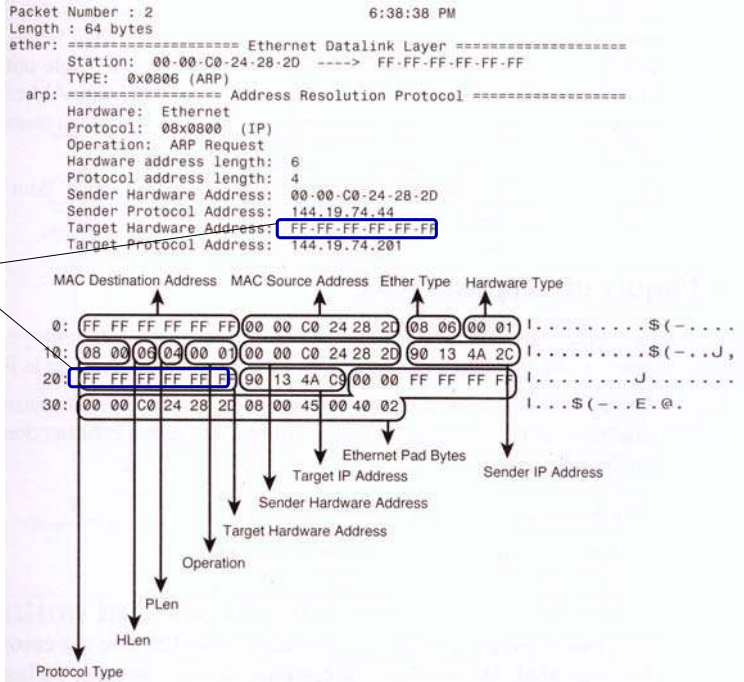 Packet Number : 2 6:38:38 PM
Length : 64 bytes
ether: ==================== Ethernet Datalink Layer ====================
Station: 00-00-C0-24-28-2D ----> FF-FF-FF-FF-FF-FF
TYPE: 0x0806 (ARP)
arp: ================== Address Resolution Protocol ==================
Hardware: Ethernet
Protocol: 08x0800 (IP)
Operation: ARP Request
Hardware address length: 6
Protocol address length: 4
Sender Hardware Address: 00-00-C0-24-28-2D
Sender Protocol Address: 144.19.74.44
Target Hardware Address: FF-FF-FF-FF-FF-FF
Target Protocol Address: 144.19.74.201
MAC Destination Address MAC Source Address Ether Type Hardware Type
0: FF FF FF FF FF FF 00 00 C0 24 28 2D 08 06 00 01 I.........$(-....
10: 08 00 06 04 00 01 00 00 C0 24 28 2D 90 13 4A 2C I.........$(-..J,
20: FF FF FF FF FF FF 90 13 4A C9 00 00 FF FF FF FF I........J.......
30: 00 00 C0 24 28 2D 08 00 45 00 40 02 I...$(-...E.@.
Ethernet Pad Bytes
Target IP Address
Sender IP Address
Sender Hardware Address
Target Hardware Address
Operation
PLen
HLen
Protocol Type